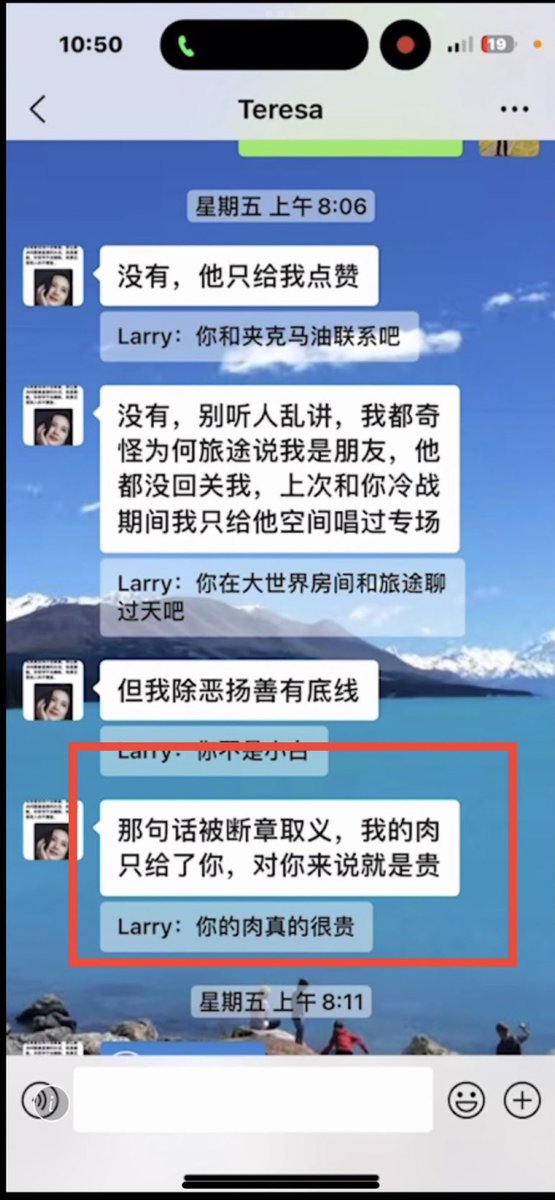 10:50
19
Teresa
星期五 上午 8:06
没有，他只给我点赞
Larry：你和夹克马油联系吧
没有，别听人乱讲，我都奇
怪为何旅途说我是朋友，他
都没回关我，上次和你冷战
期间我只给他空间唱过专场
Larry：你在大世界房间和旅途聊
过天吧
但我除恶扬善有底线
Larry：你不是小白
那句话被断章取义，我的肉
只给了你，对你来说就是贵
Larry：你的肉真的很贵
星期五 上午 8:11